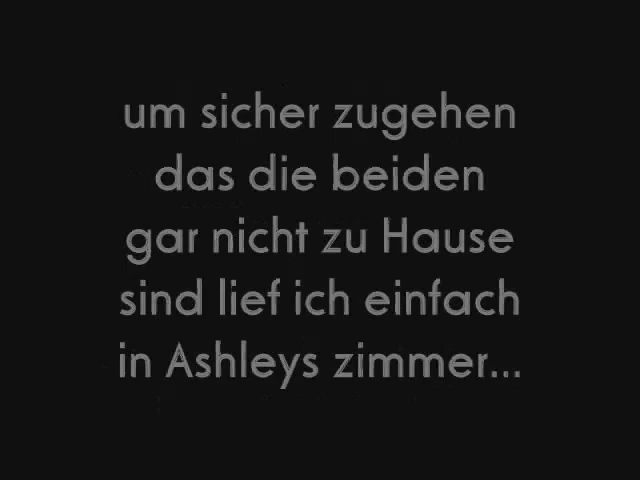 um sicher zugehen
das die beiden
gar nicht zu Hause
sind lief ich einfach
in Ashleys zimmer...